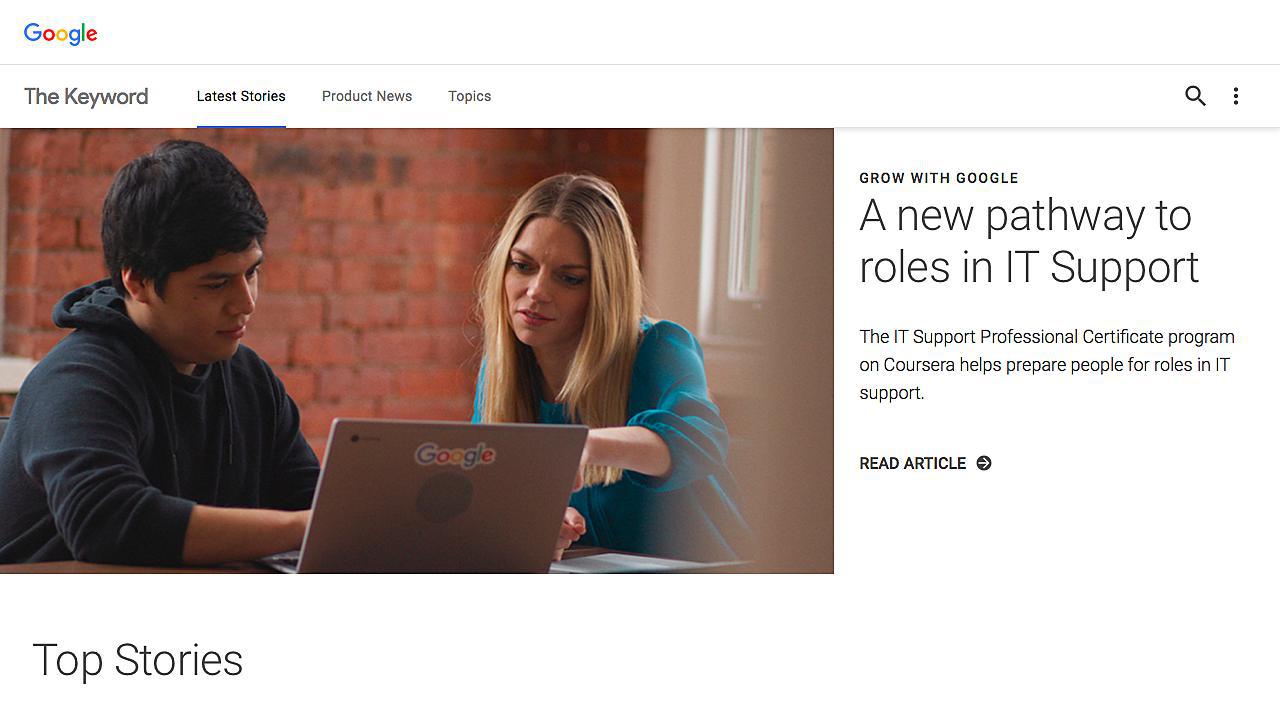 Google
The Keyword
Latest Stories
Product News
Topics
Google
GROW WITH GOOGLE
A new pathway to
roles in IT Support
The IT Support Professional Certificate program
on Coursera helps prepare people for roles in IT
support.
READ ARTICLE
Top Stories